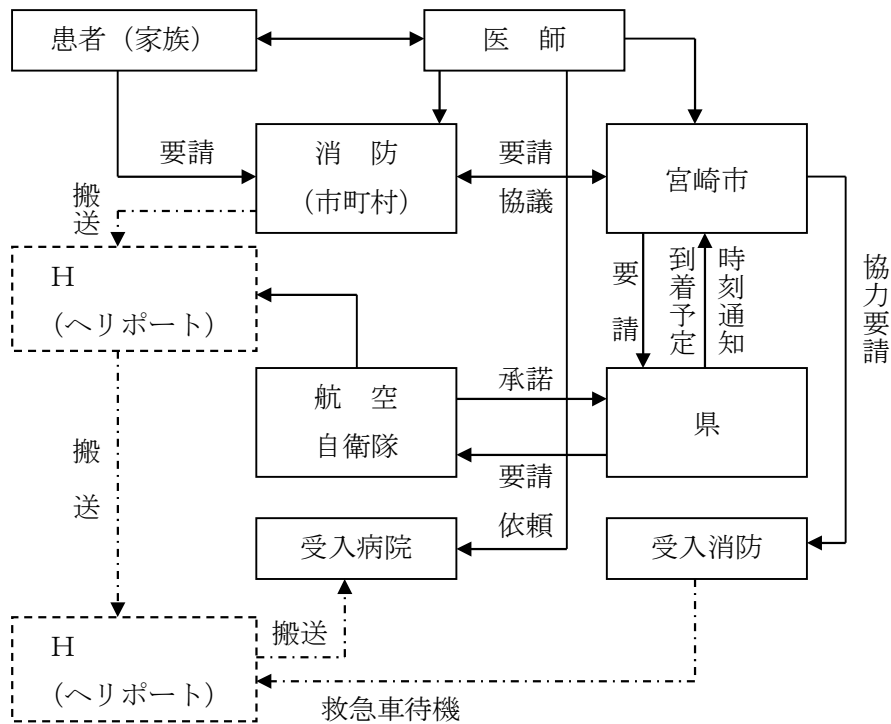 患者（家族）
医　師
要請
消　防
（市町村）
要請
協議
宮崎市
搬送
Ｈ
（ヘリポート）
要　請
到着予定
時刻通知
協力要請
航　空
自衛隊
承諾
県
要請
搬　送
依頼
受入病院
受入消防
Ｈ
（ヘリポート）
搬送
救急車待機